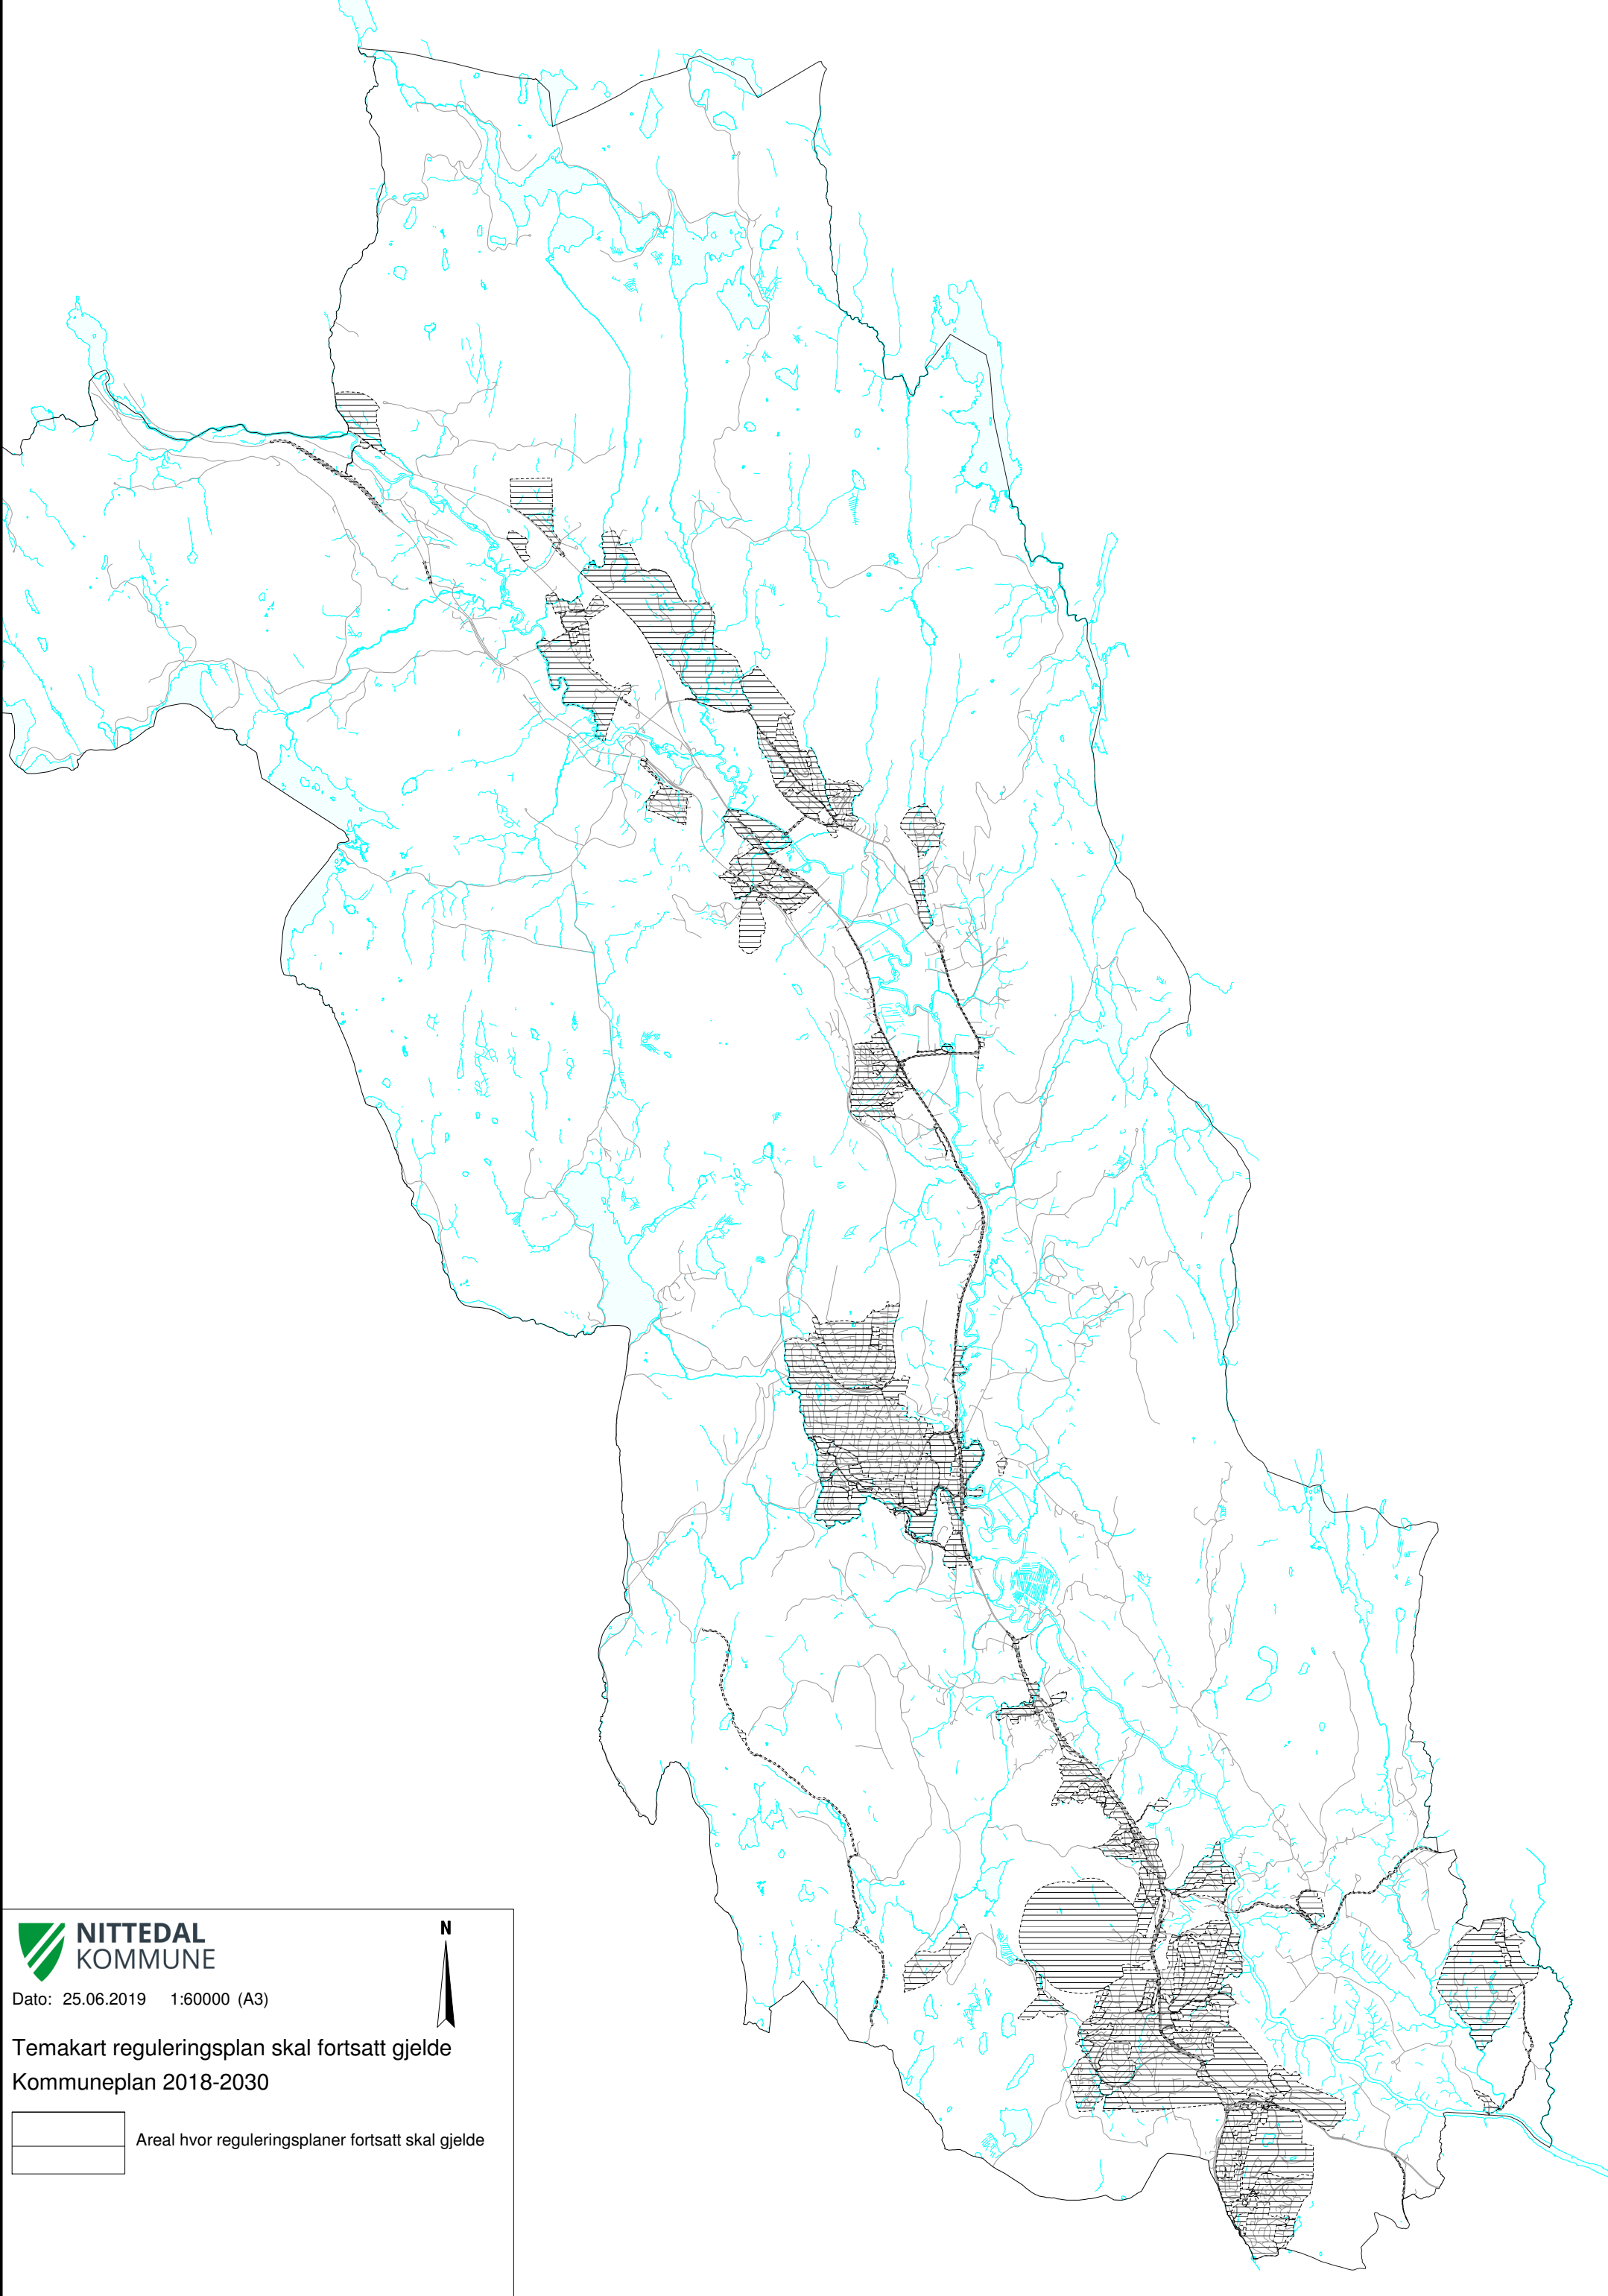 NITTEDAL
KOMMUNE
N
Dato: 25.06.2019 1:60000 (A3)
Temakart reguleringsplan skal fortsatt gjelde
Kommuneplan 2018-2030
Areal hvor reguleringsplaner fortsatt skal gjelde